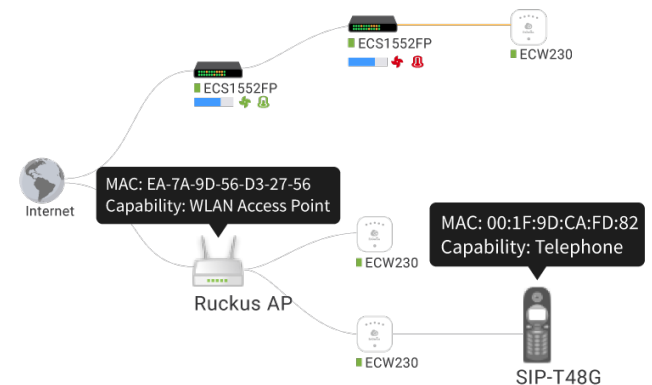 ECS1552FP
ECW230
ECS1552FP
Internet
MAC: EA-7A-9D-56-D3-27-56
Capability: WLAN Access Point
MAC: 00:1F:9D:CA:FD:82
Capability: Telephone
ECW230
Ruckus AP
ECW230
SIP-T48G